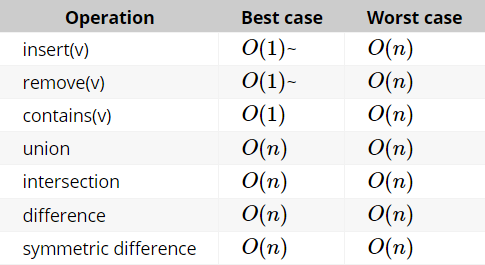 Operation Best case Worst case
insert(v) O(1)~ O(n)
remove(v) O(1)~ O(n)
contains(v) O(1) O(n)
union O(n) O(n)
intersection O(n) O(n)
difference O(n) O(n)
symmetric difference O(n) O(n)